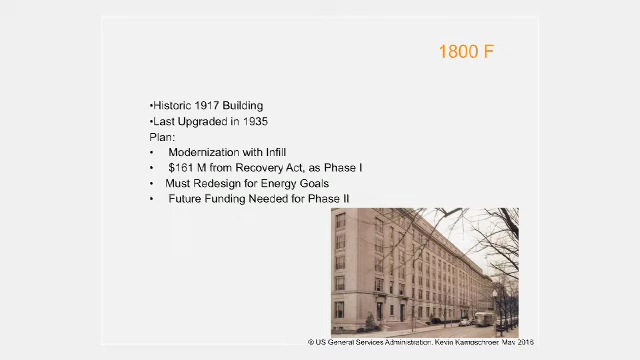 1800 F
•Historic 1917 Building
•Last Upgraded in 1935
Plan:
• Modernization with Infill
• $161 M from Recovery Act, as Phase I
• Must Redesign for Energy Goals
• Future Funding Needed for Phase II
© US General Services Administration, Kevin Kampschroer, May 2016